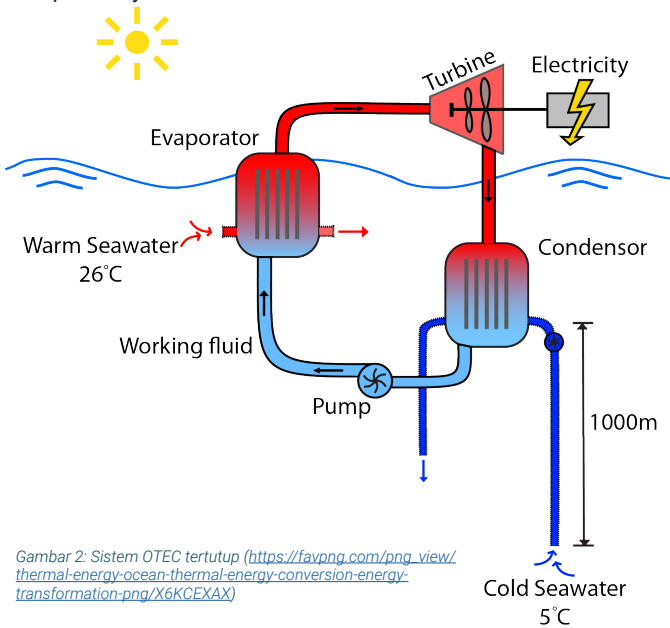 Turbine
Electricity
Evaporator
Warm Seawater
26°C
Condensor
Working fluid
Pump
1000m
Gambar 2: Sistem OTEC tertutup (https://favpng.com/png_view/
thermal-energy-ocean-thermal-energy-conversion-energy-
transformation-png/X6KCEXAX)
Cold Seawater
5°C